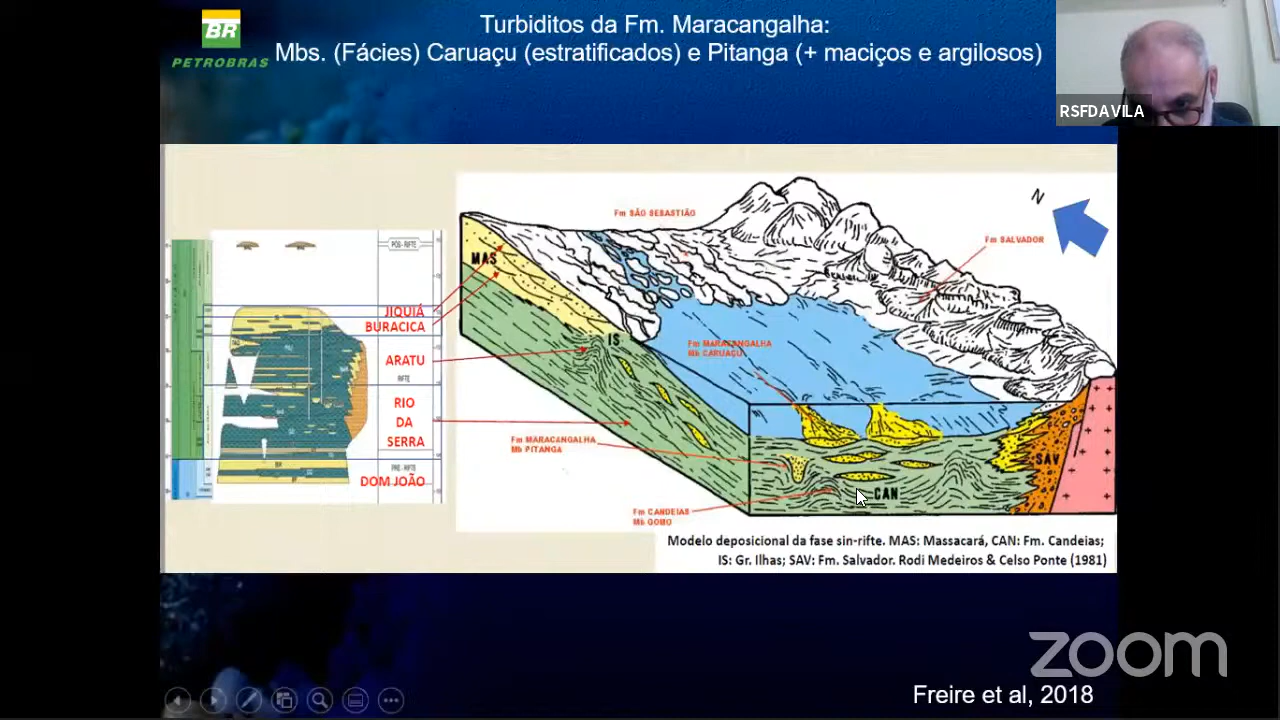 BR
PETROBRAS
Turbiditos da Fm. Maracangalha:
Mbs. (Fácies) Caruaçu (estratificados) e Pitanga (+ maciços e argilosos)
RSFDAVILA
PÓS - RIFTE
JIQUIÁ
BURACICA
ARATU
RIFTE
RIO
DA
SERRA
PRÉ - RIFTE
DOM JOÃO
MAS
IS
Fm SÃO SEBASTIÃO
N
Fm SALVADOR
Fm MARACANGALHA
Mb CARUAÇU
Fm MARACANGALHA
Mb PITANGA
SAV
CAN
Fm CANDEIAS
Mb GOMO
Modelo deposicional da fase sin-rifte. MAS: Massacará, CAN: Fm. Candeias;
IS: Gr. Ilhas; SAV: Fm. Salvador. Rodi Medeiros & Celso Ponte (1981)
zoom
Freire et al, 2018